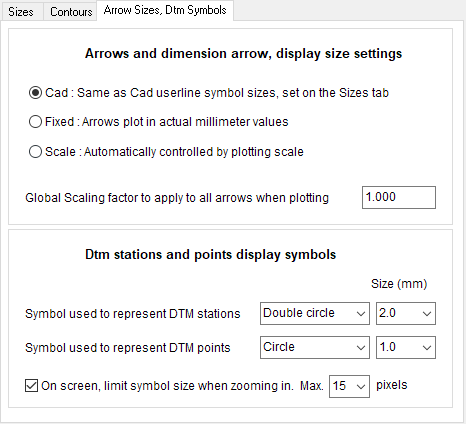 Sizes Contours Arrow Sizes, Dtm Symbols
Arrows and dimension arrow, display size settings
Cad : Same as Cad userline symbol sizes, set on the Sizes tab
Fixed : Arrows plot in actual millimeter values
Scale : Automatically controlled by plotting scale
Global Scaling factor to apply to all arrows when plotting 1.000
Dtm stations and points display symbols
Size (mm)
Symbol used to represent DTM stations Double circle 2.0
Symbol used to represent DTM points Circle 1.0
On screen, limit symbol size when zooming in. Max. 15 pixels